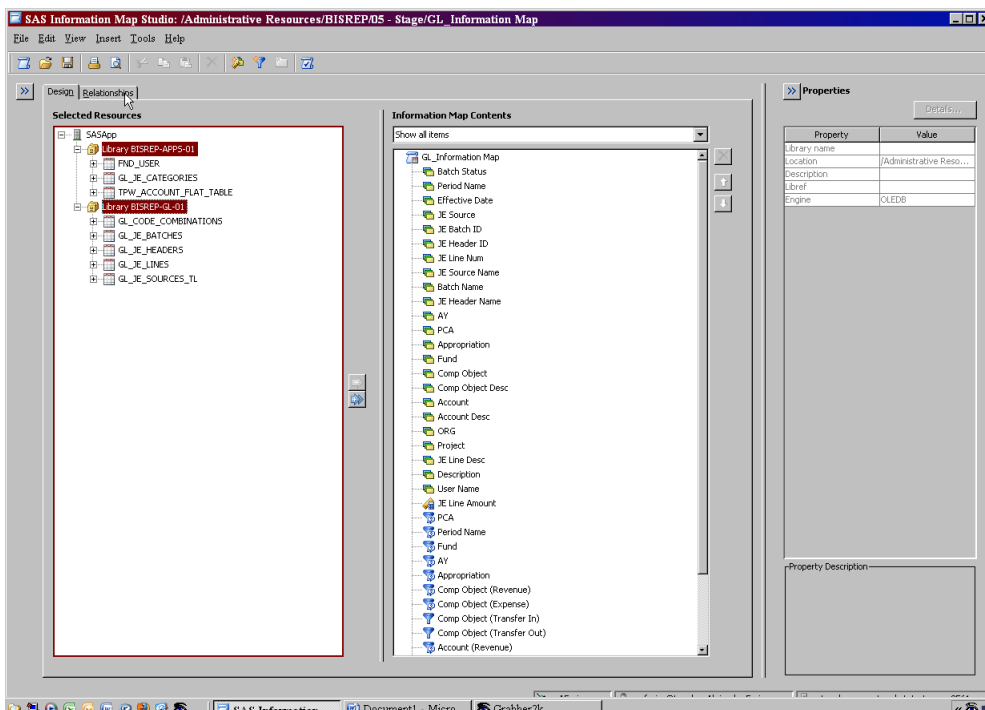 SAS Information Map Studio: /Administrative Resources/BISREP/05 - Stage/GL_Information Map
File Edit View Insert Tools Help
Design Relationships
Selected Resources
SASApp
Library BISREP-APPS-01
FND_USER
GL_JE_CATEGORIES
TPW_ACCOUNT_FLAT_TABLE
Library BISREP-GL-01
GL_CODE_COMBINATIONS
GL_JE_BATCHES
GL_JE_HEADERS
GL_JE_LINES
GL_JE_SOURCES_TL
Information Map Contents
Show all items
GL_Information Map
Batch Status
Period Name
Effective Date
JE Source
JE Batch ID
JE Header ID
JE Line Num
JE Source Name
Batch Name
JE Header Name
AY
PCA
Appropriation
Fund
Comp Object
Comp Object Desc
Account
Account Desc
ORG
Project
JE Line Desc
Description
User Name
JE Line Amount
PCA
Period Name
Fund
AY
Appropriation
Comp Object (Revenue)
Comp Object (Expense)
Comp Object (Transfer In)
Comp Object (Transfer Out)
Account (Revenue)
Properties
Details...
Property Value
Library name
Location /Administrative Reso...
Description
Libref
Engine OLEDB
Property Description
SAS Information Document1 - Micro Grabber2k